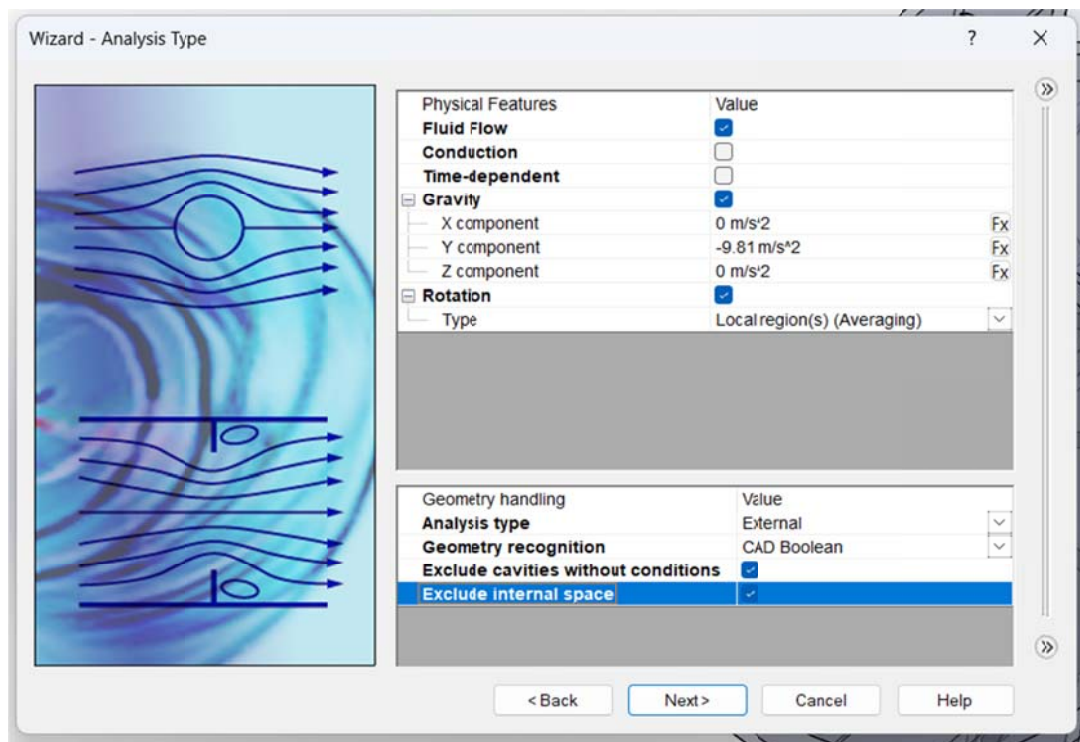 Wizard - Analysis Type ?
Physical Features Value
Fluid Flow
Conduction
Time-dependent
Gravity
X component 0 m/s^2 Fx
Y component -9.81 m/s^2 Fx
Z component 0 m/s^2 Fx
Rotation
Type Local region(s) (Averaging)
Geometry handling Value
Analysis type External
Geometry recognition CAD Boolean
Exclude cavities without conditions
Exclude internal space
< Back Next > Cancel Help